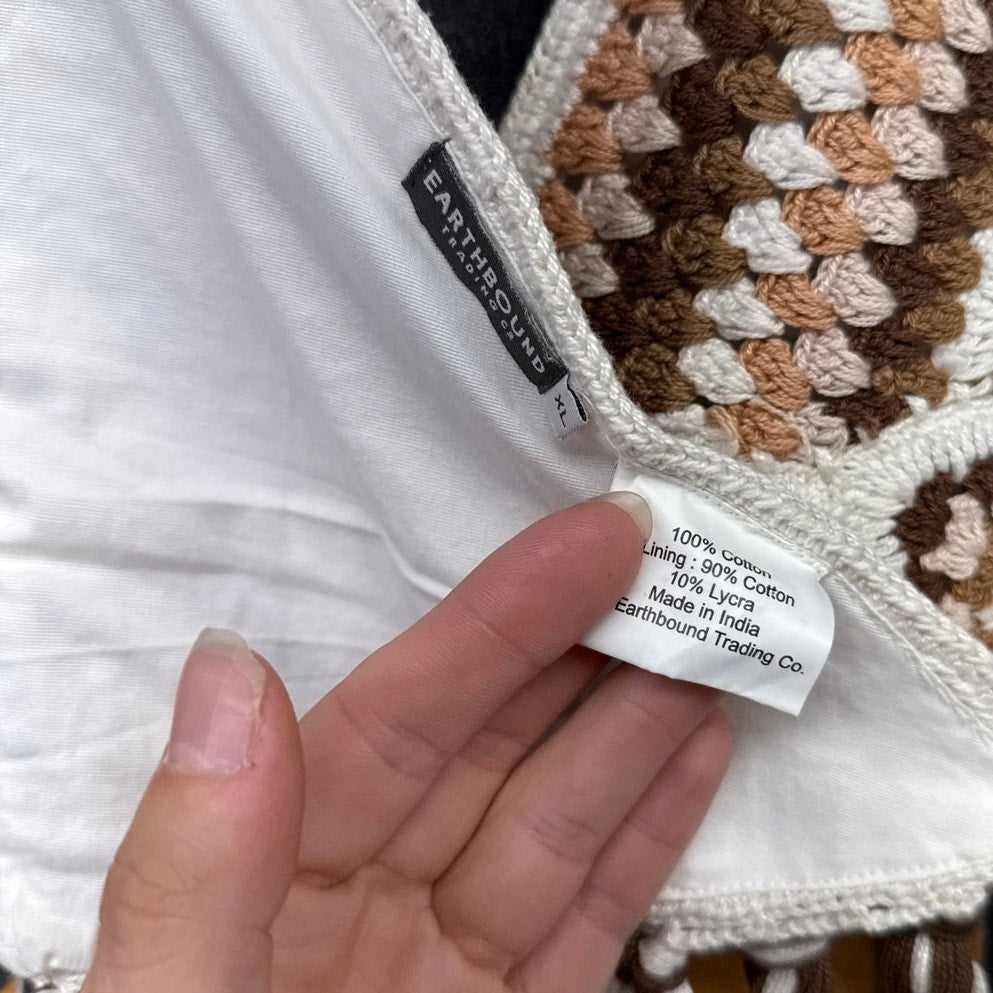 EARTHBOUND
TRADING CO
XL
100% Cotton
Lining : 90% Cotton
10% Lycra
Made in India
Earthbound Trading Co.